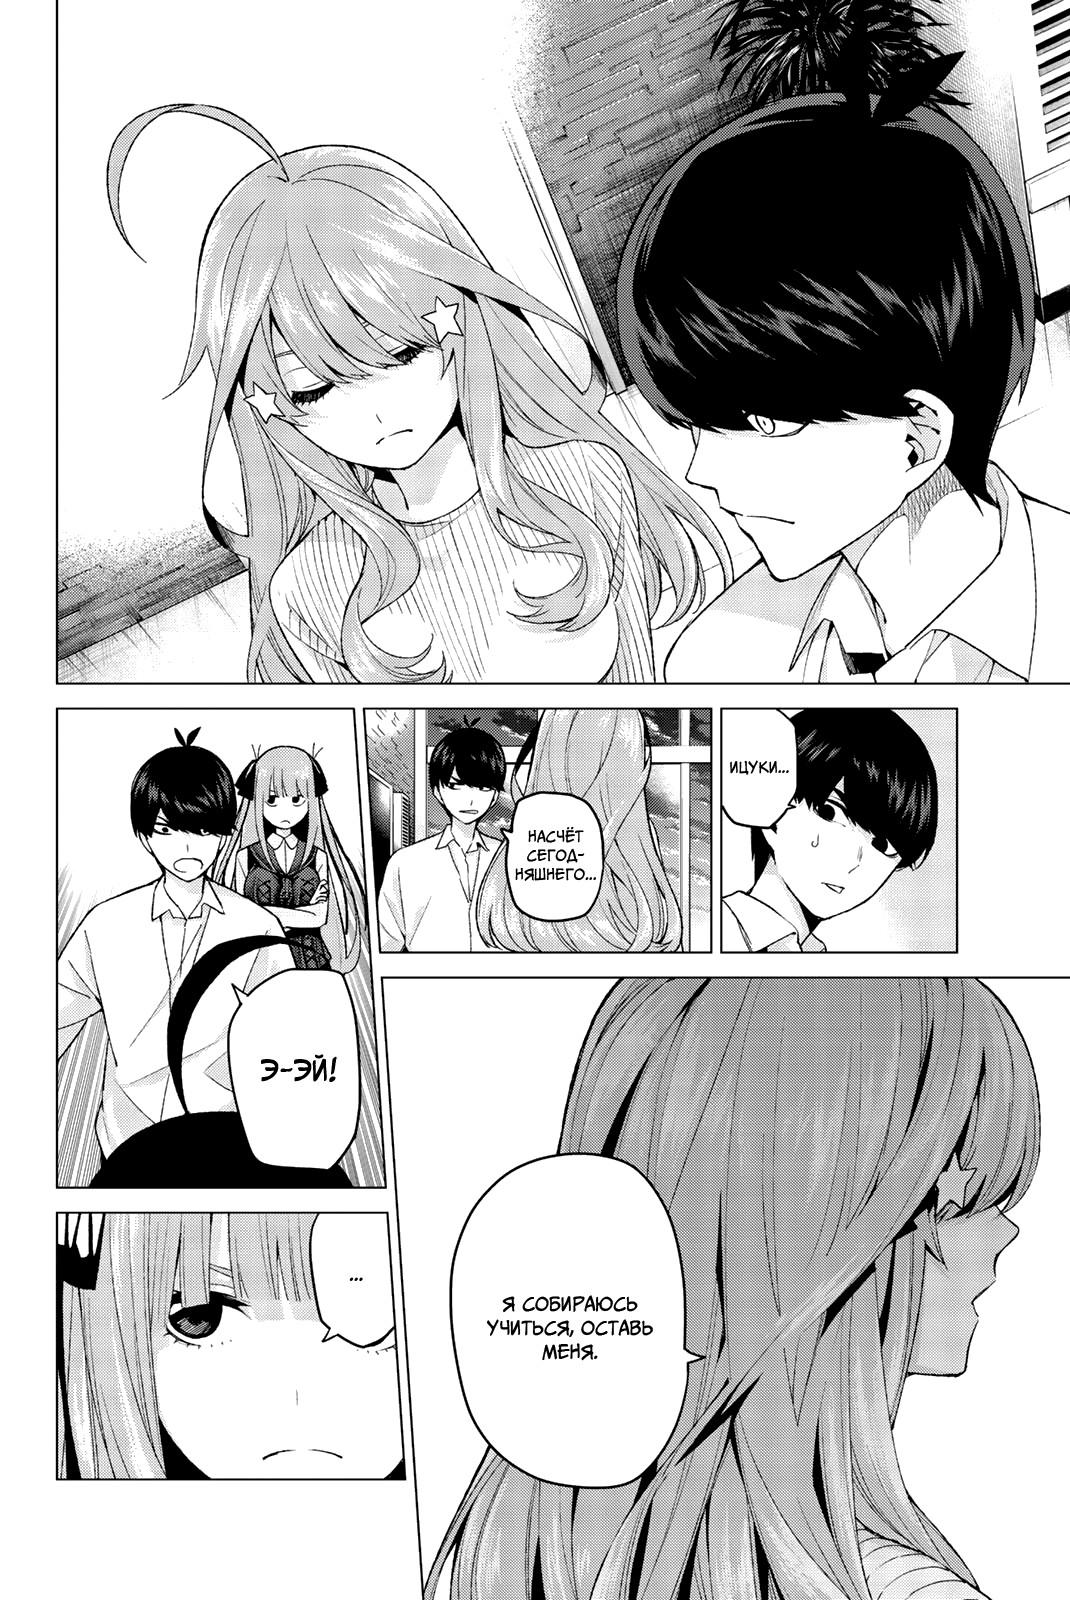 ИЦУКИ...
НАСЧЁТ
СЕГОД-
НЯШНЕГО...
Э-ЭЙ!
Я СОБИРАЮСЬ
УЧИТЬСЯ, ОСТАВЬ
МЕНЯ.
...